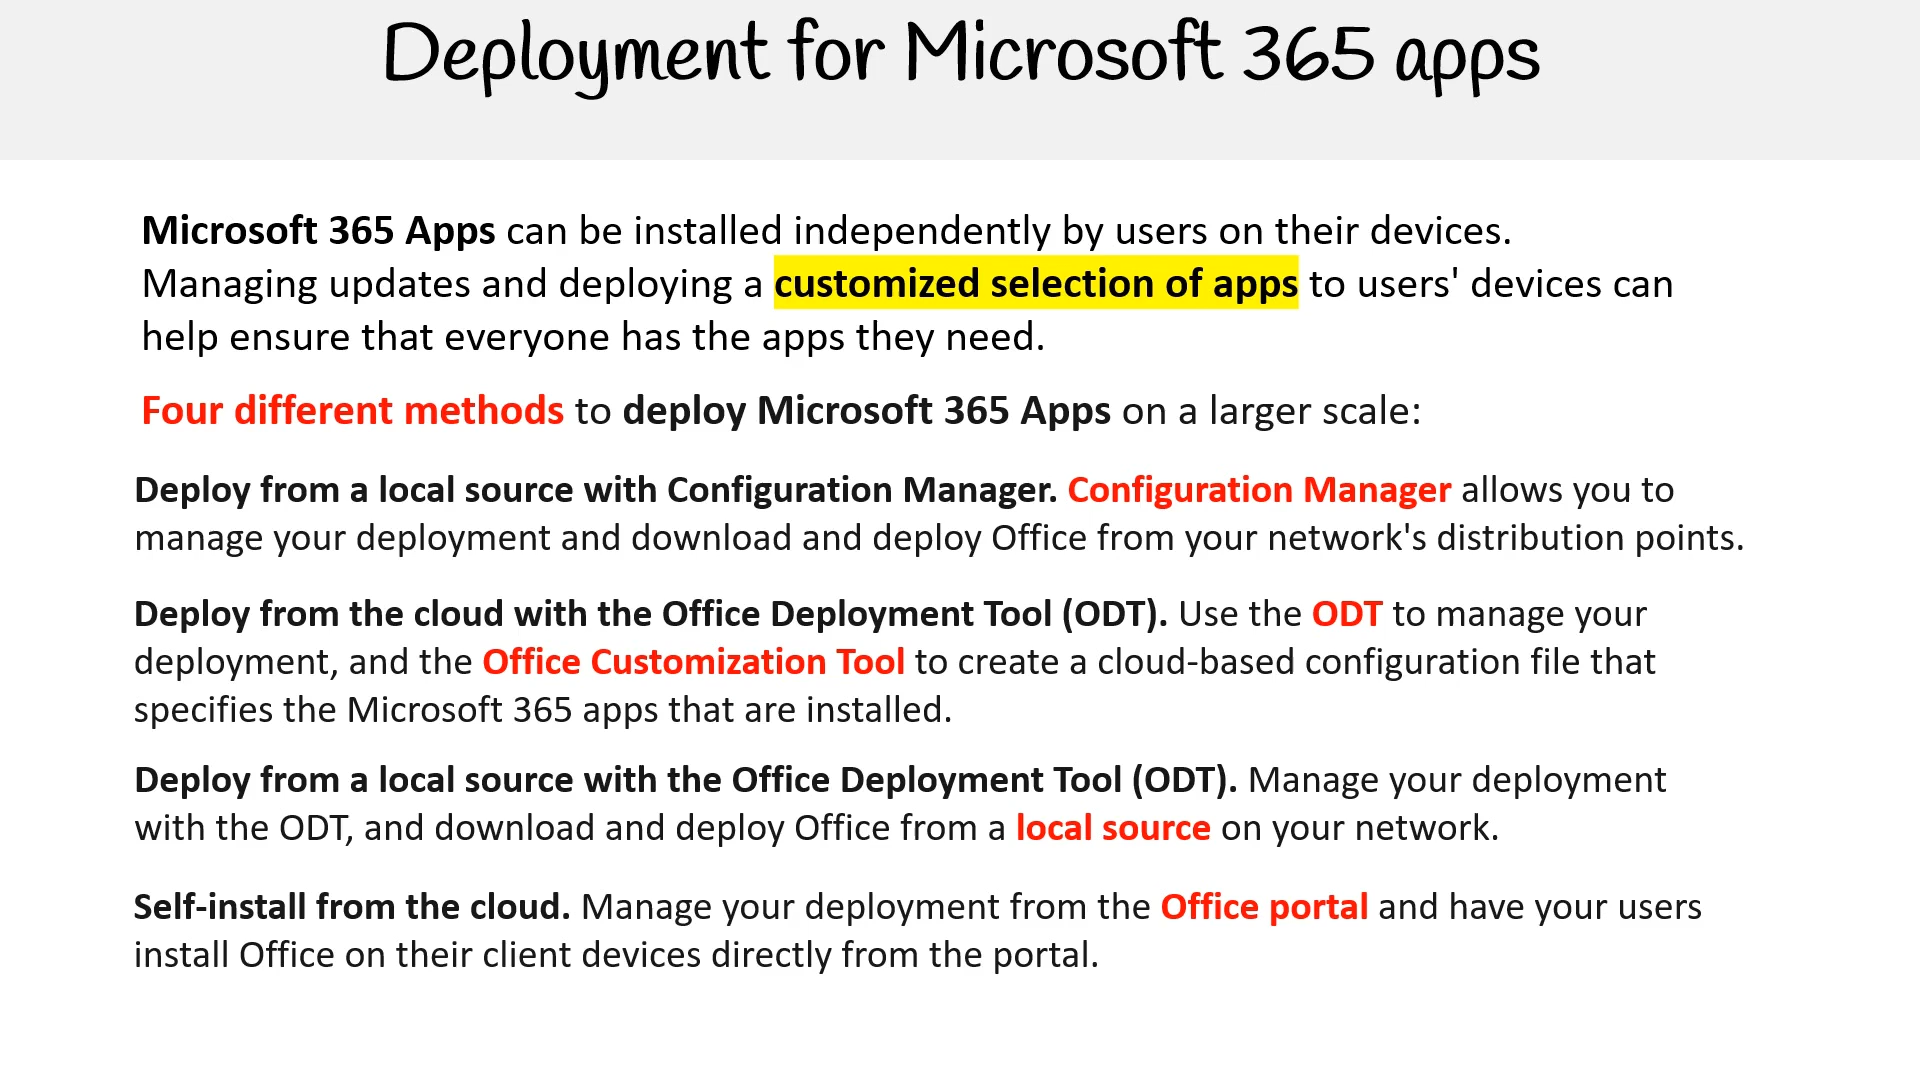 Deployment for Microsoft 365 apps
Microsoft 365 Apps can be installed independently by users on their devices.
Managing updates and deploying a customized selection of apps to users' devices can
help ensure that everyone has the apps they need.
Four different methods to deploy Microsoft 365 Apps on a larger scale:
Deploy from a local source with Configuration Manager. Configuration Manager allows you to
manage your deployment and download and deploy Office from your network's distribution points.
Deploy from the cloud with the Office Deployment Tool (ODT). Use the ODT to manage your
deployment, and the Office Customization Tool to create a cloud-based configuration file that
specifies the Microsoft 365 apps that are installed.
Deploy from a local source with the Office Deployment Tool (ODT). Manage your deployment
with the ODT, and download and deploy Office from a local source on your network.
Self-install from the cloud. Manage your deployment from the Office portal and have your users
install Office on their client devices directly from the portal.